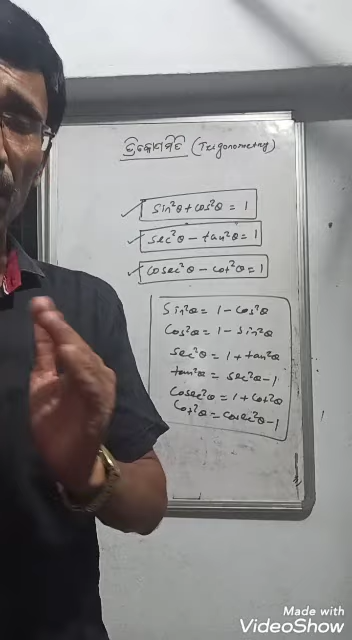 ତ୍ରିକୋଣମିତି (Trigonometry)
sin²θ + cos²θ = 1
sec²θ - tan²θ = 1
cosec²θ - cot²θ = 1
Sin²θ = 1 - cos²θ
Cos²θ = 1 - sin²θ
sec²θ = 1 + tan²θ
tan²θ = sec²θ - 1
Cosec²θ = 1 + cot²θ
Cot²θ = cosec²θ - 1
Made with
VideoShow